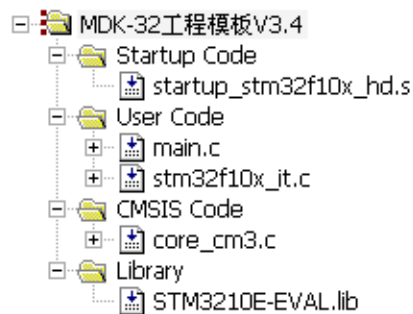 MDK-32工程模板V3.4
Startup Code
startup_stm32f10x_hd.s
User Code
main.c
stm32f10x_it.c
CMSIS Code
core_cm3.c
Library
STM3210E-EVAL.lib